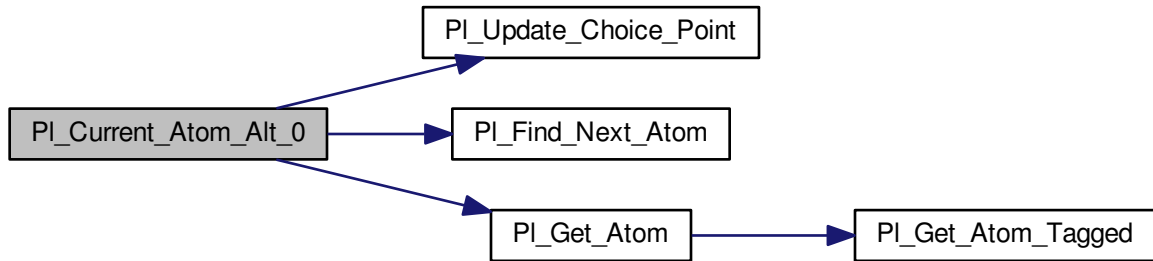 Pl_Update_Choice_Point
Pl_Current_Atom_Alt_0
Pl_Find_Next_Atom
Pl_Get_Atom
Pl_Get_Atom_Tagged